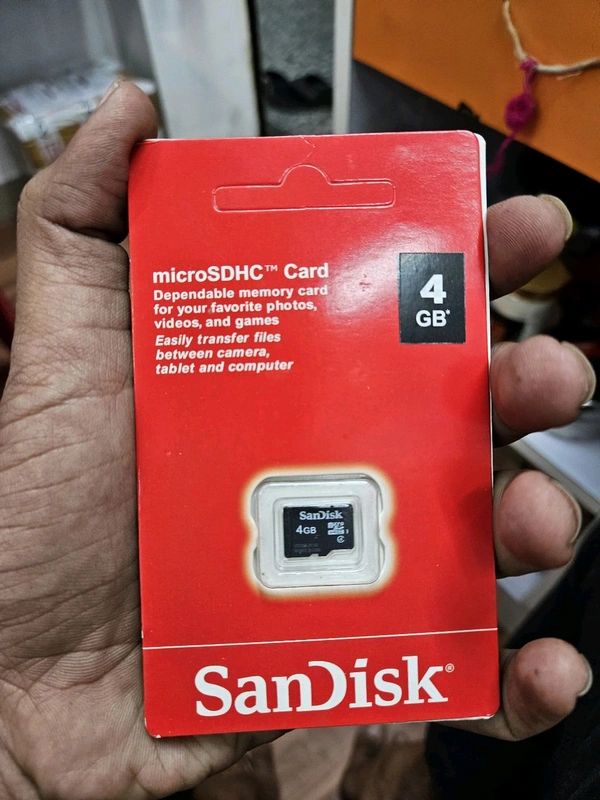 microSDHC™ Card
Dependable memory card
for your favorite photos,
videos, and games
Easily transfer files
between camera,
tablet and computer
4
GB*
SanDisk
4GB
SanDisk®